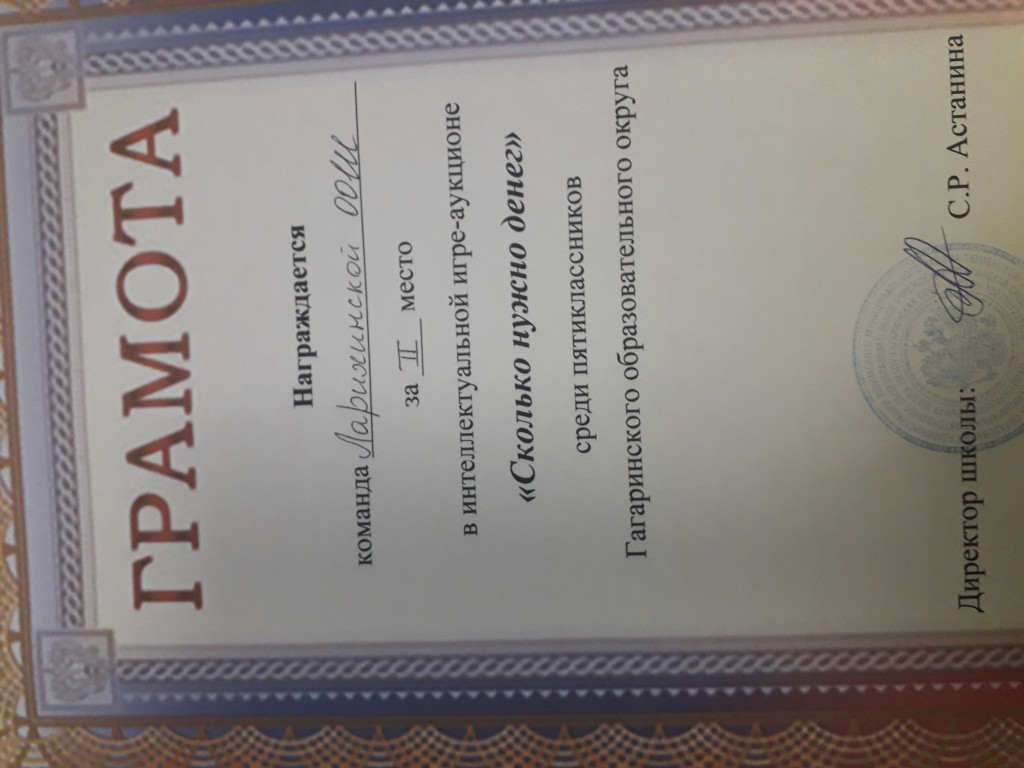 ГРАМОТА
Награждается
команда Ларижинской ООШ
за II место
в интеллектуальной игре-аукционе
«Сколько нужно денег»
среди пятиклассников
Гагаринского образовательного округа
Директор школы: С.Р. Астанина